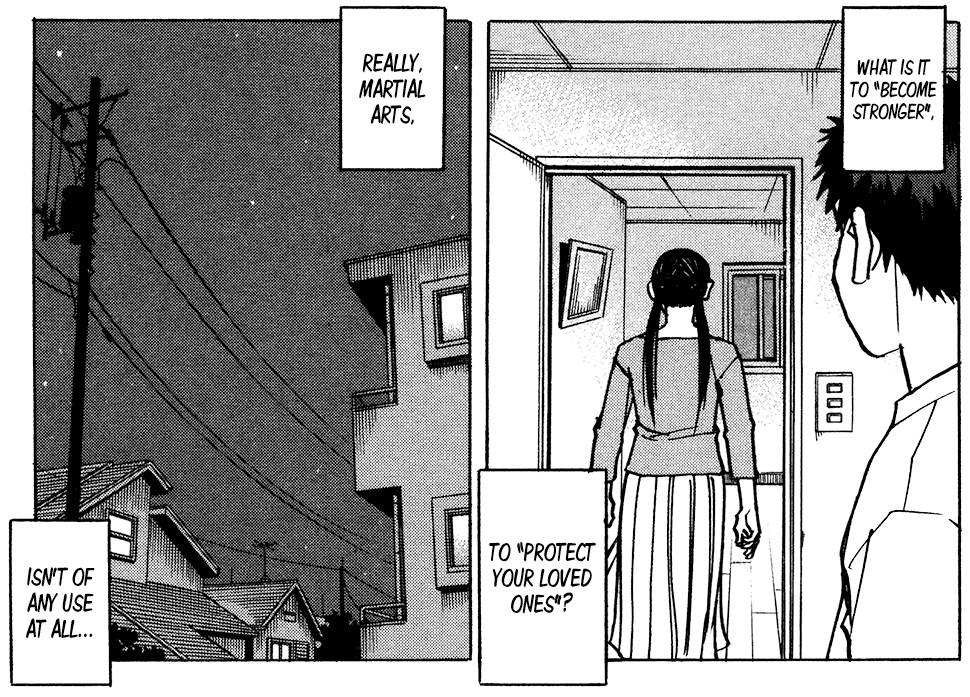 WHAT IS IT
TO "BECOME
STRONGER",
TO "PROTECT
YOUR LOVED
ONES"?
REALLY,
MARTIAL
ARTS,
ISN'T OF
ANY USE
AT ALL...